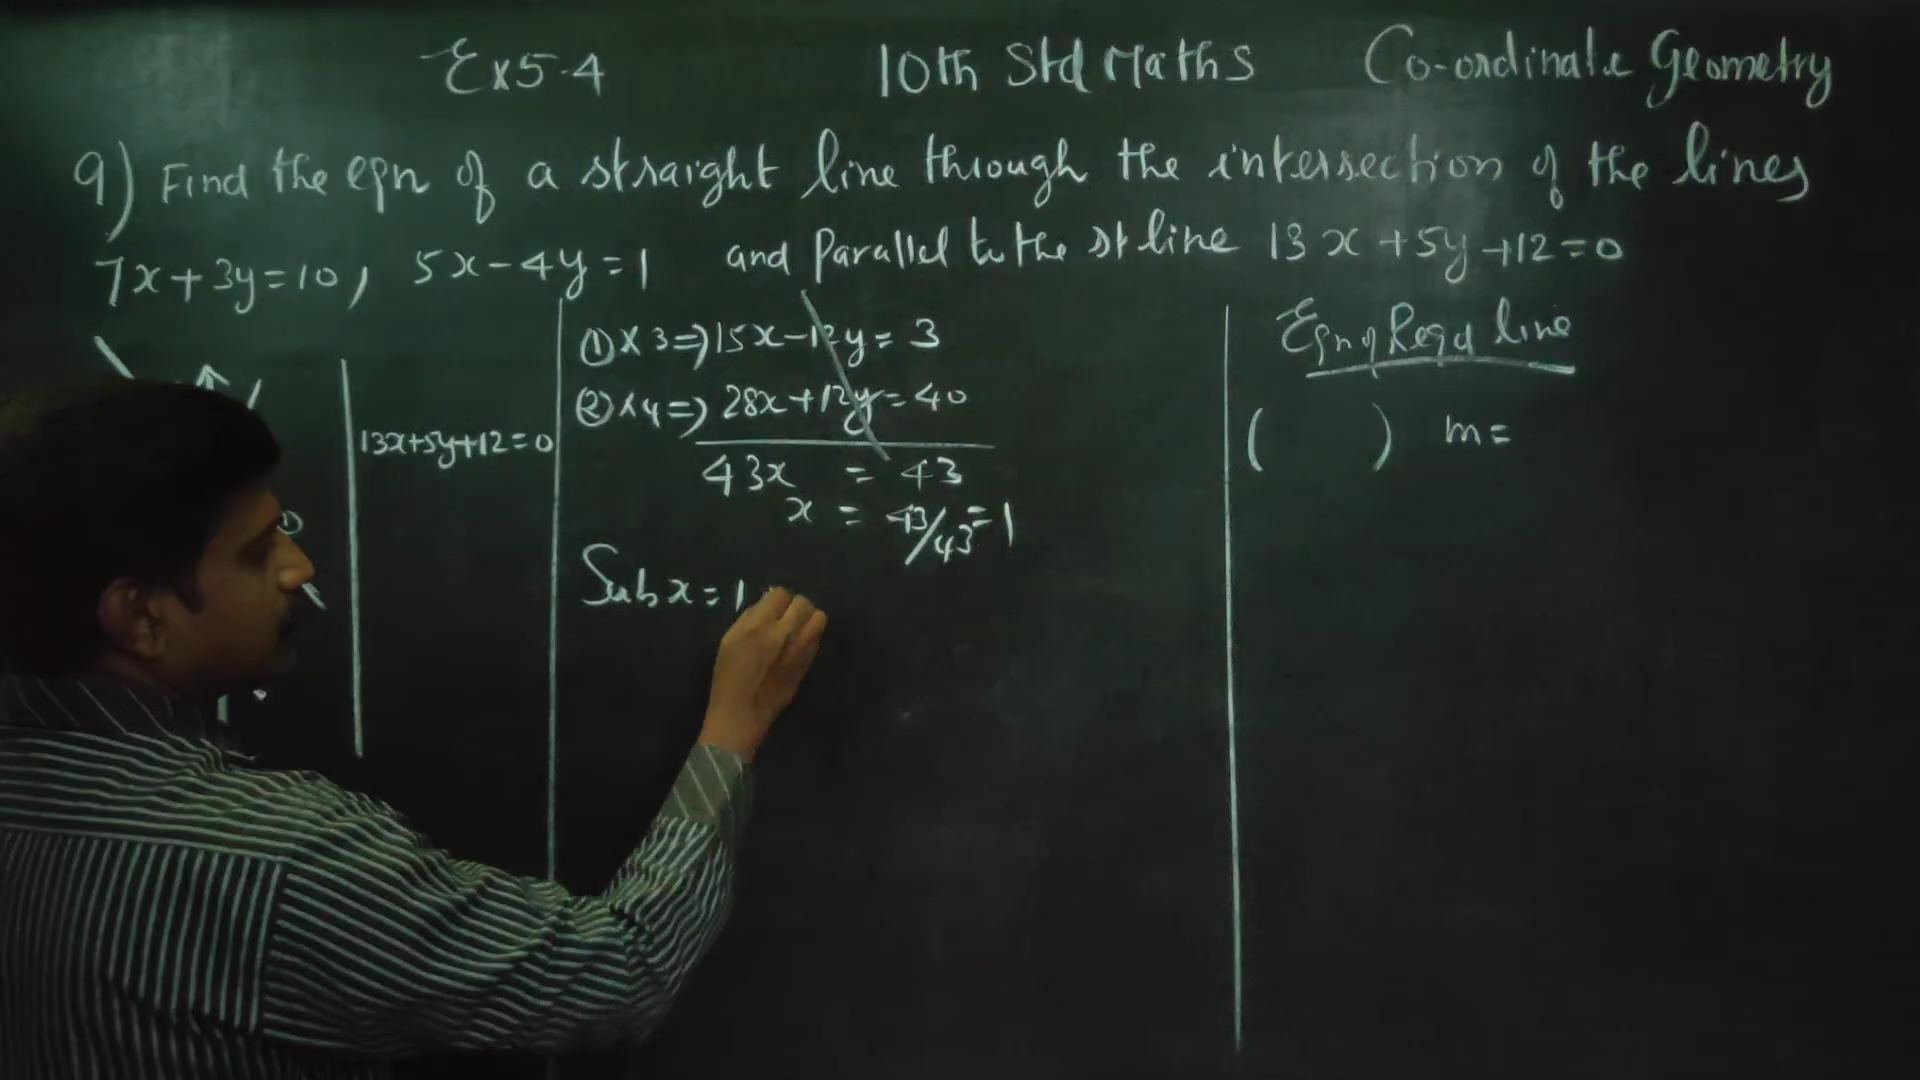 Ex 5.4 10th Std Maths Co-ordinate Geometry
9) Find the eqn of a straight line through the intersection of the lines
7x+3y=10, 5x-4y=1 and Parallel to the st line 13x+5y+12=0
13x+5y+12=0
①×3⇒ 15x-12y=3
②×4⇒ 28x+12y=40
43x = 43
x = 43/43 = 1
Sub x=1
Eqn of Reqd line
( ) m=